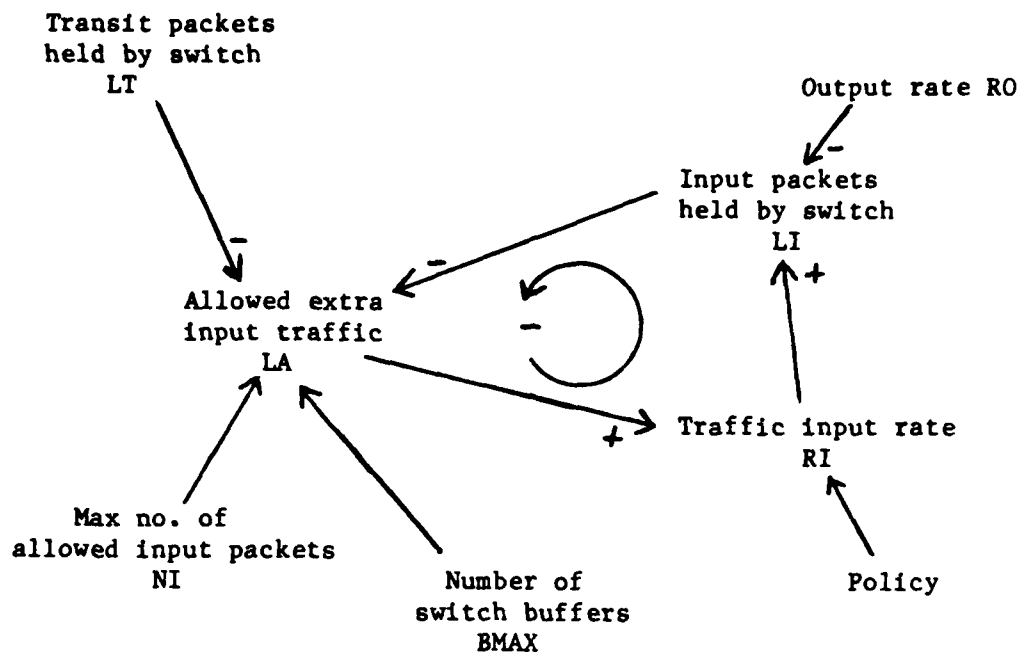 Transit packets
held by switch
LT
Output rate RO
-
Input packets
held by switch
LI
+
-
-
Allowed extra
input traffic
LA
-
+
Traffic input rate
RI
Max no. of
allowed input packets
NI
Number of
switch buffers
BMAX
Policy